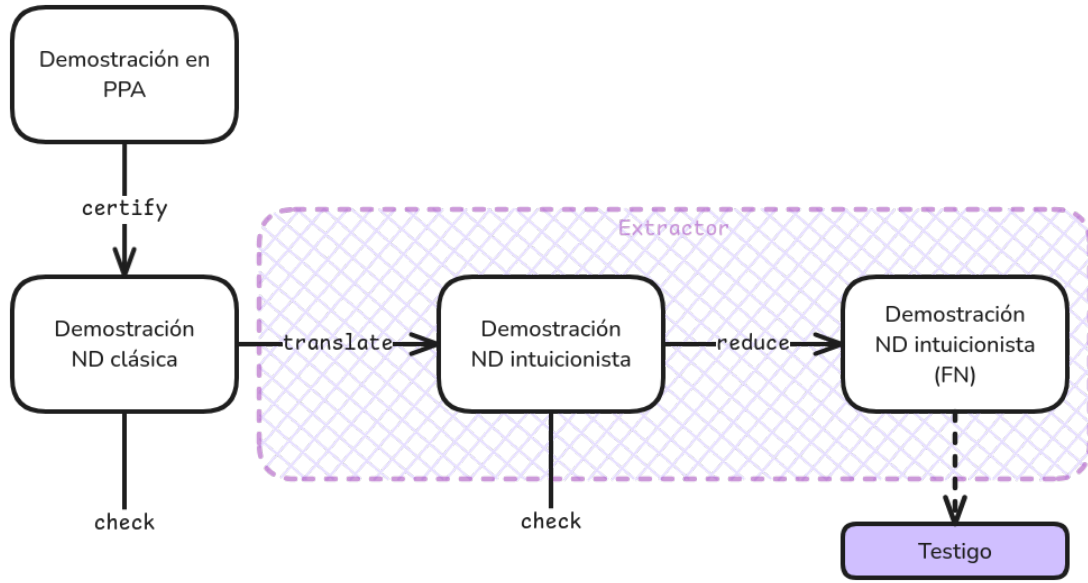 Demostración en
PPA
certify
Extractor
Demostración
ND clásica
translate
Demostración
ND intuicionista
reduce
Demostración
ND intuicionista
(FN)
check
check
Testigo